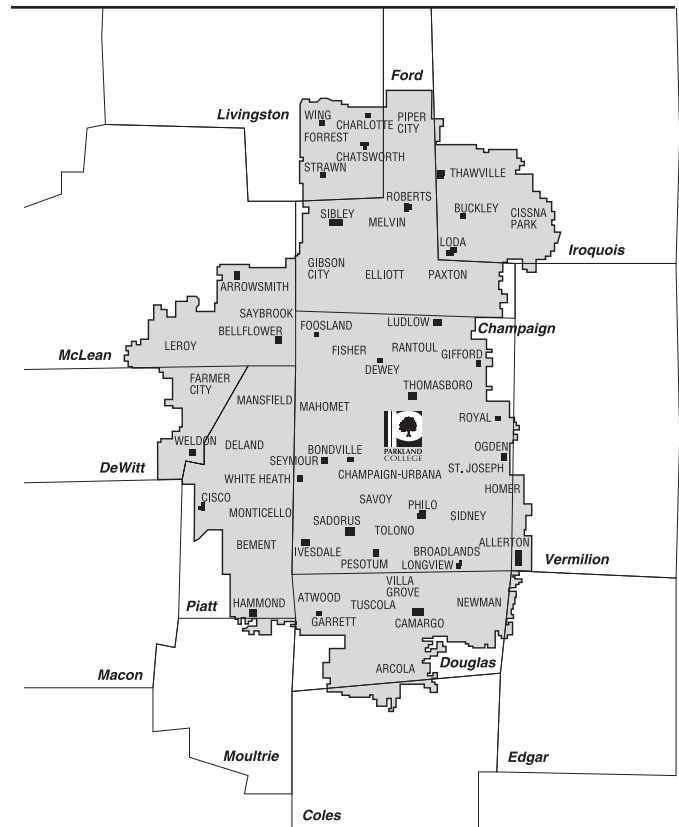 Ford
Livingston
WING
CHARLOTTE
PIPER
CITY
FORREST
CHATSWORTH
STRAWN
THAWVILLE
ROBERTS
BUCKLEY
CISSNA
PARK
SIBLEY
MELVIN
LODA
Iroquois
GIBSON
CITY
ELLIOTT
PAXTON
ARROWSMITH
SAYBROOK
FOOSLAND
LUDLOW
Champaign
BELLFLOWER
LEROY
FISHER
RANTOUL
GIFFORD
McLean
DEWEY
FARMER
CITY
THOMASBORO
MANSFIELD
MAHOMET
ROYAL
PARKLAND
COLLEGE
WELDON
DELAND
BONDVILLE
OGDEN
SEYMOUR
ST. JOSEPH
DeWitt
WHITE HEATH
CHAMPAIGN-URBANA
HOMER
CISCO
SAVOY
MONTICELLO
PHILO
SIDNEY
SADORUS
TOLONO
BEMENT
IVESDALE
BROADLANDS
ALLERTON
PESOTUM
LONGVIEW
Vermilion
VILLA
GROVE
Piatt
HAMMOND
ATWOOD
TUSCOLA
NEWMAN
GARRETT
CAMARGO
Macon
ARCOLA
Douglas
Moultrie
Edgar
Coles